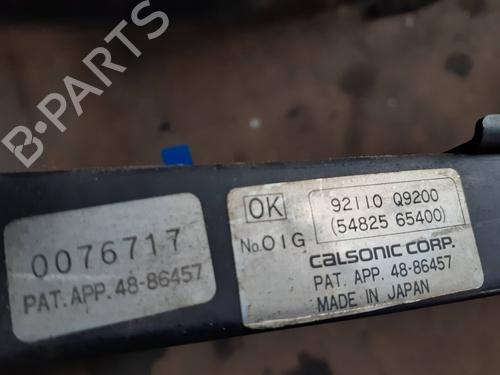 B-PARTS
0076717
PAT. APP. 48-86457
OK
92110 Q9200
(54825 65400)
No.01G
CALSONIC CORP.
PAT. APP. 48-86457
MADE IN JAPAN